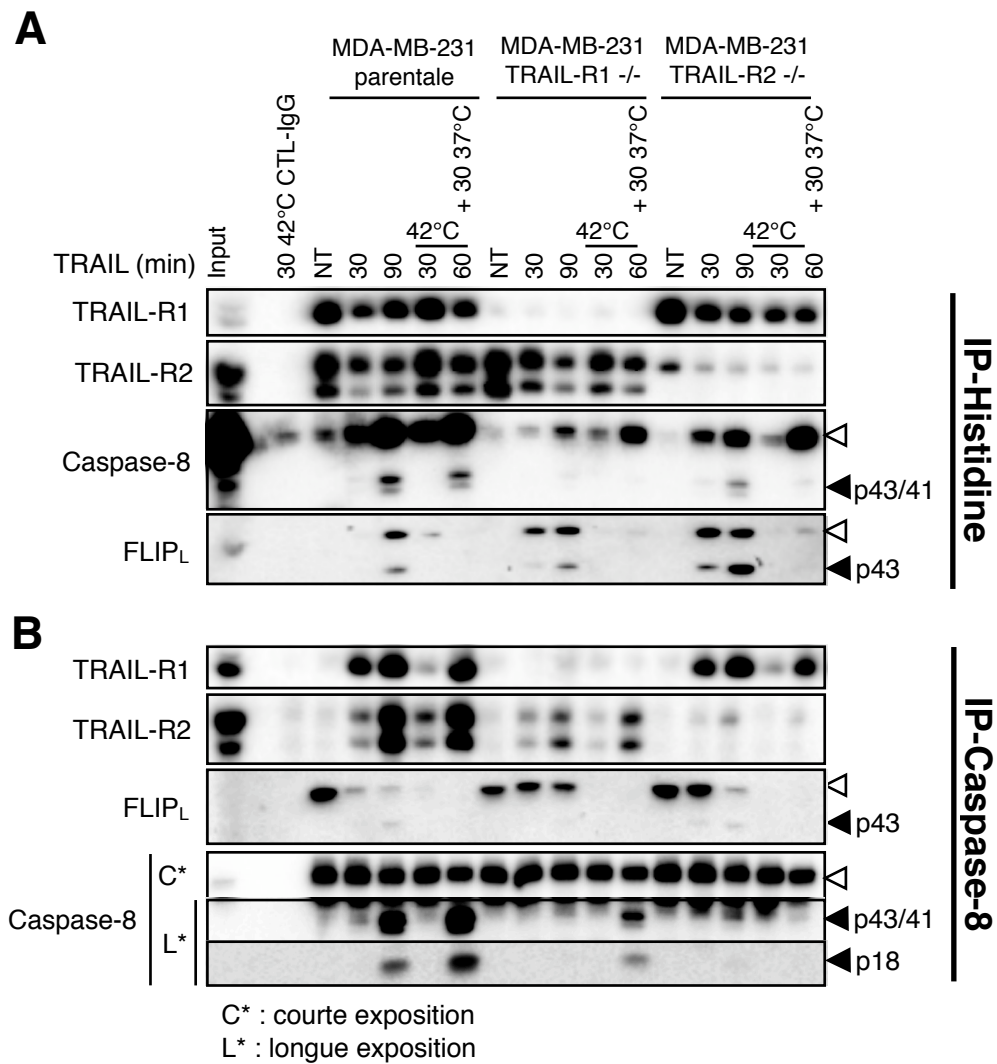 A
MDA-MB-231
parentale
MDA-MB-231
TRAIL-R1 -/-
MDA-MB-231
TRAIL-R2 -/-
+ 30 37°C
+ 30 37°C
+ 30 37°C
42°C
42°C
42°C
TRAIL (min)
Input
30 42°C CTL-IgG
NT
30
90
30
60
NT
30
90
30
60
NT
30
90
30
60
TRAIL-R1
TRAIL-R2
Caspase-8
p43/41
FLIPL
p43
IP-Histidine
B
TRAIL-R1
TRAIL-R2
FLIPL
p43
Caspase-8
C*
L*
p43/41
p18
IP-Caspase-8
C* : courte exposition
L* : longue exposition